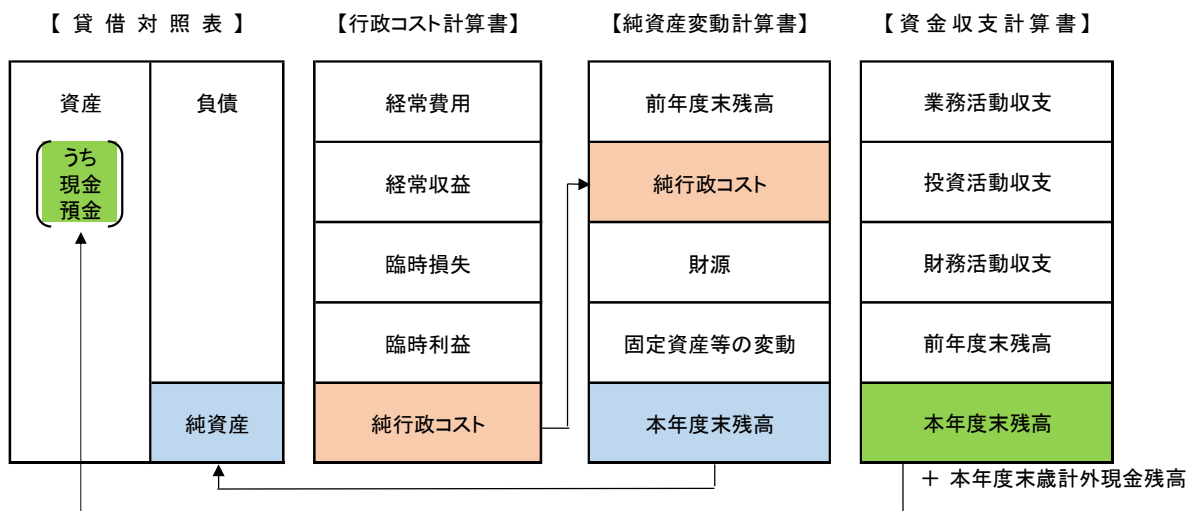 【 貸 借 対 照 表 】
資産
負債
うち
現金
預金
純資産
【行政コスト計算書】
経常費用
経常収益
臨時損失
臨時利益
純行政コスト
【純資産変動計算書】
前年度末残高
純行政コスト
財源
固定資産等の変動
本年度末残高
【 資 金 収 支 計 算 書 】
業務活動収支
投資活動収支
財務活動収支
前年度末残高
本年度末残高
＋ 本年度末歳計外現金残高